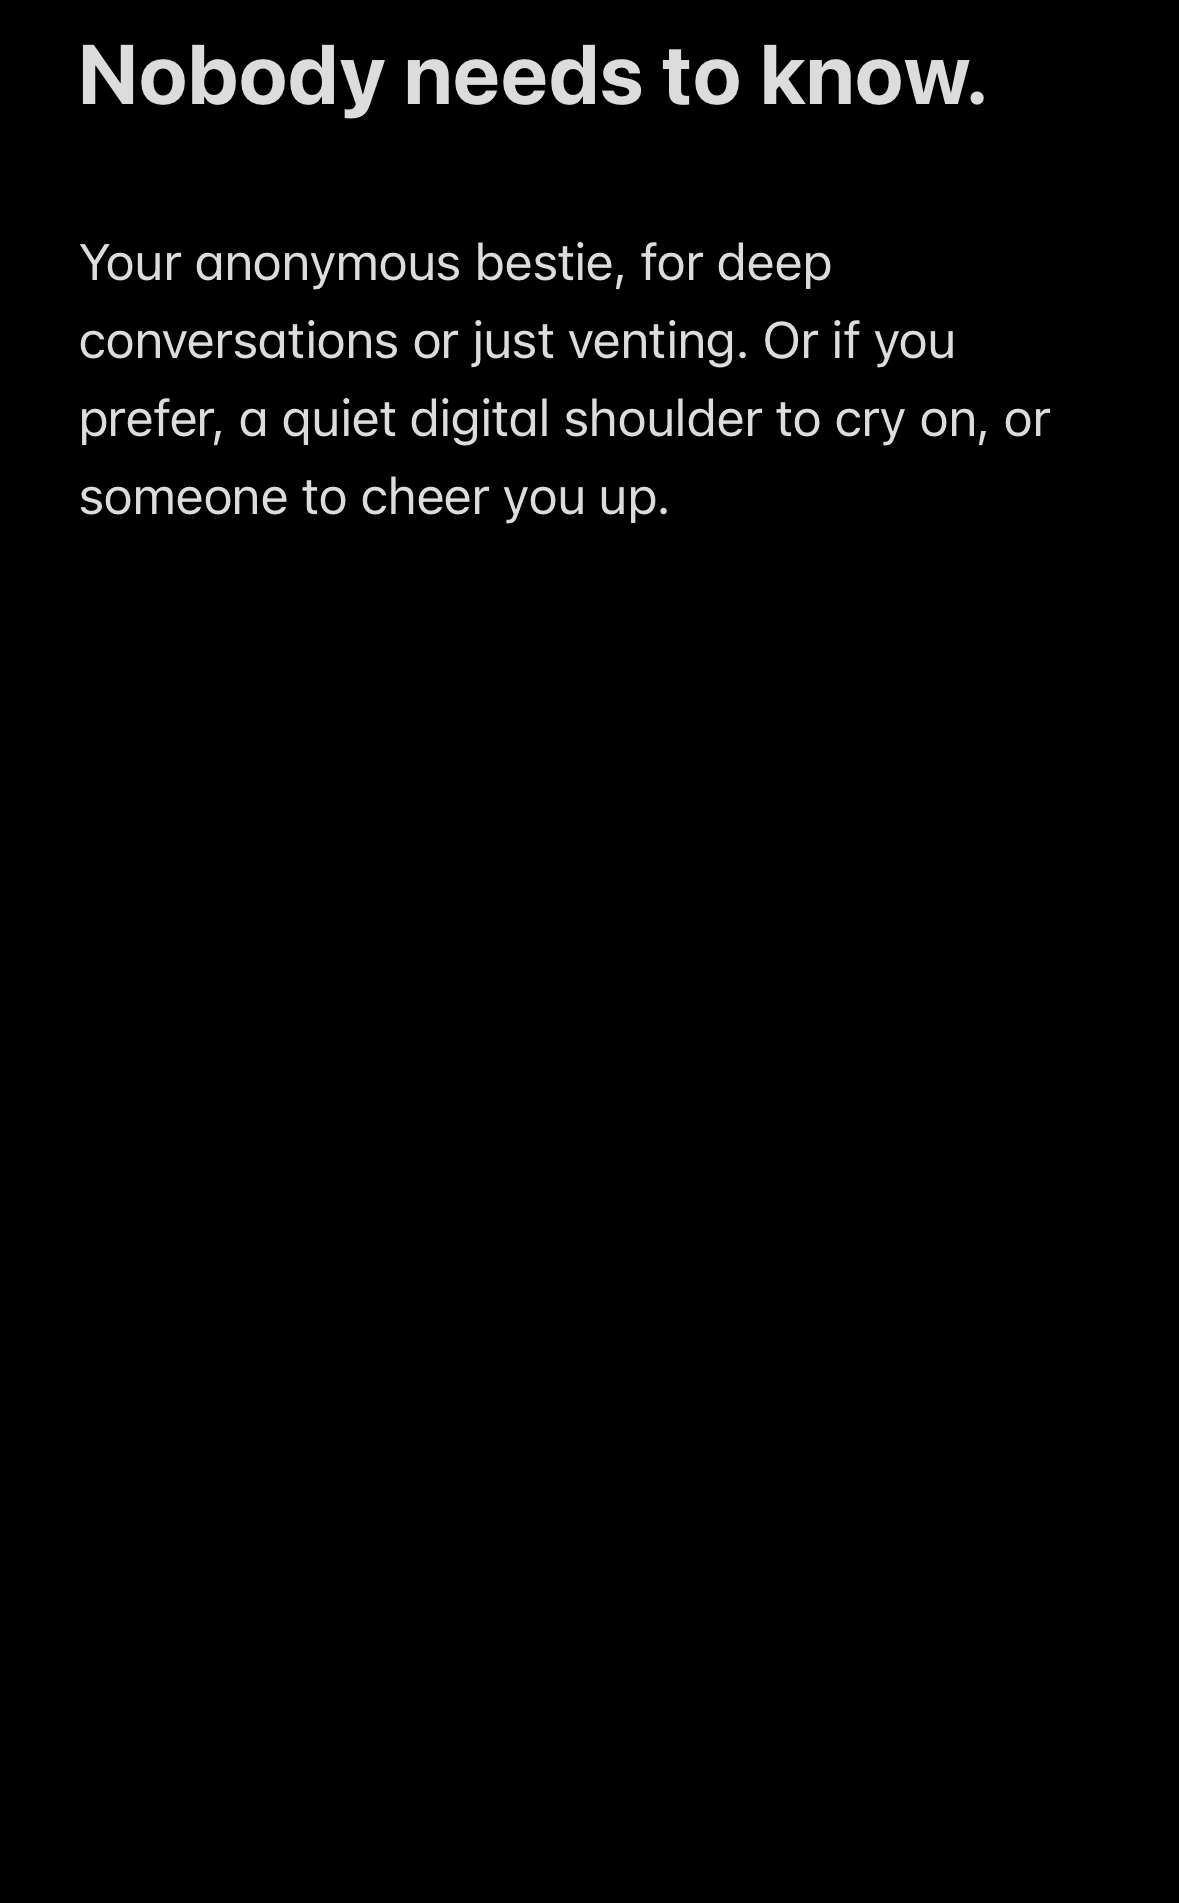 Nobody needs to know.
Your anonymous bestie, for deep
conversations or just venting. Or if you
prefer, a quiet digital shoulder to cry on, or
someone to cheer you up.